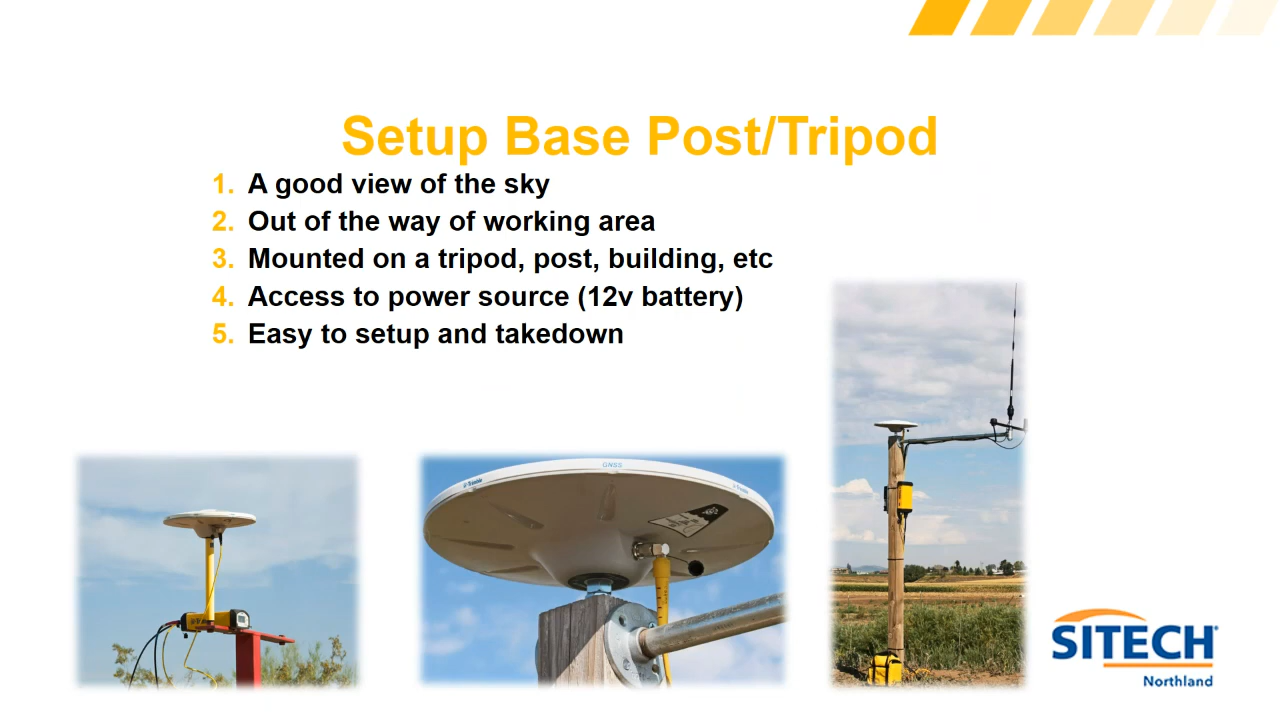 Setup Base Post/Tripod
1. A good view of the sky
2. Out of the way of working area
3. Mounted on a tripod, post, building, etc
4. Access to power source (12v battery)
5. Easy to setup and takedown
GNSS
Trimble
Trimble
SITECH
Northland